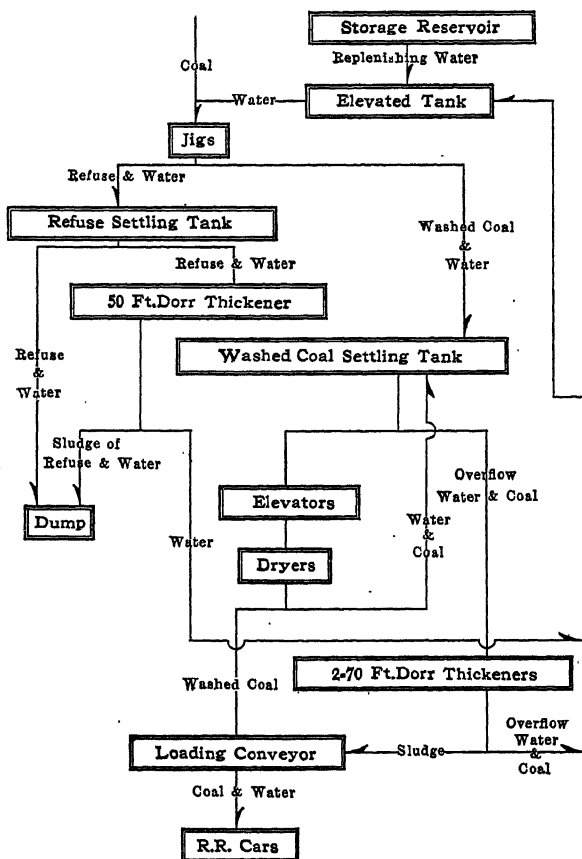 Storage Reservoir
Replenishing Water
Coal
Water
Elevated Tank
Jigs
Refuse & Water
Refuse Settling Tank
Washed Coal
&
Water
Refuse & Water
50 Ft.Dorr Thickener
Washed Coal Settling Tank
Refuse
&
Water
Sludge of
Refuse & Water
Overflow
Water & Coal
Elevators
Dump
Water
Water
&
Coal
Dryers
2-70 Ft.Dorr Thickeners
Washed Coal
Loading Conveyor
Sludge
Overflow
Water
&
Coal
Coal & Water
R.R. Cars